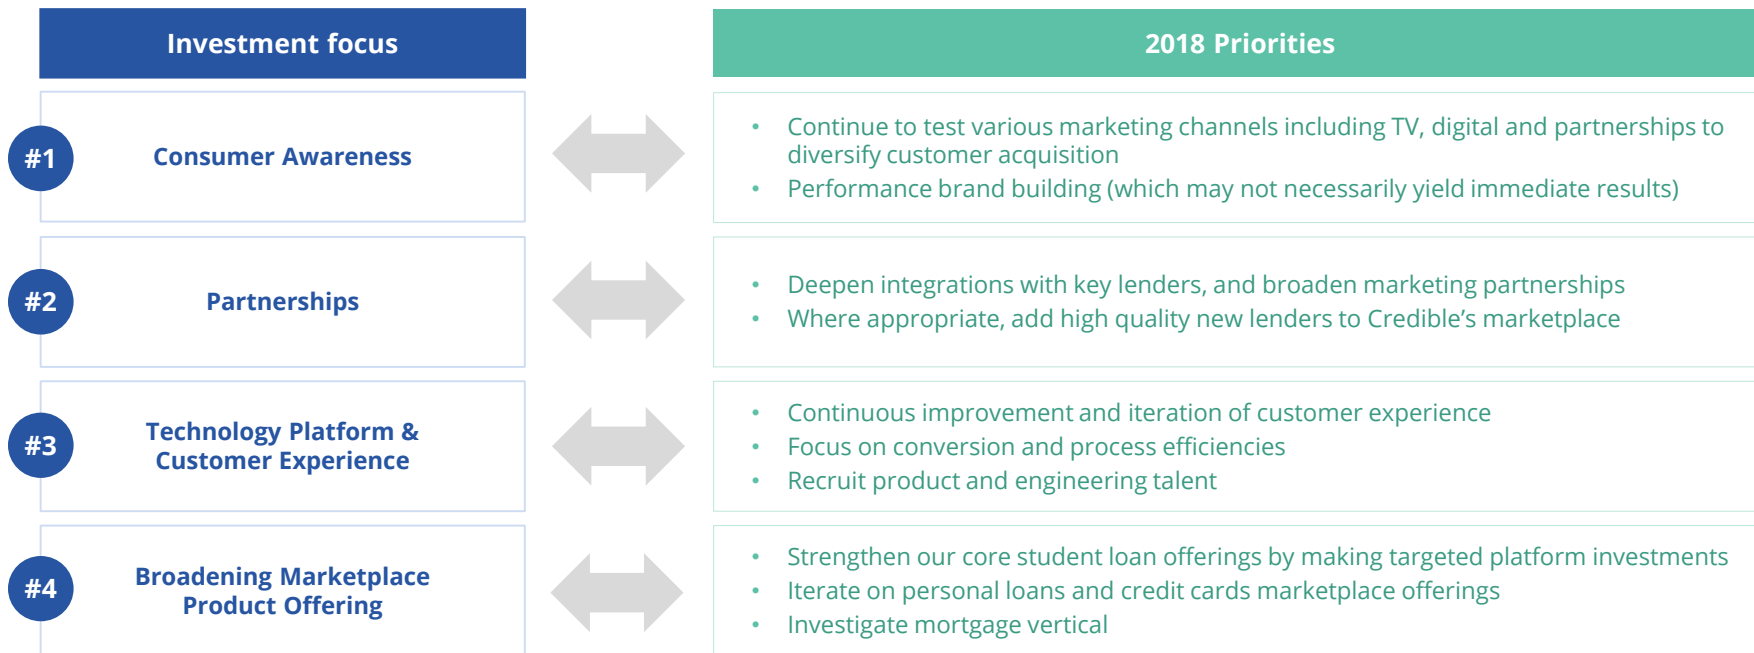 Investment focus
2018 Priorities
#1
Consumer Awareness
• Continue to test various marketing channels including TV, digital and partnerships to
diversify customer acquisition
• Performance brand building (which may not necessarily yield immediate results)
#2
Partnerships
• Deepen integrations with key lenders, and broaden marketing partnerships
• Where appropriate, add high quality new lenders to Credible’s marketplace
#3
Technology Platform &
Customer Experience
• Continuous improvement and iteration of customer experience
• Focus on conversion and process efficiencies
• Recruit product and engineering talent
#4
Broadening Marketplace
Product Offering
• Strengthen our core student loan offerings by making targeted platform investments
• Iterate on personal loans and credit cards marketplace offerings
• Investigate mortgage vertical